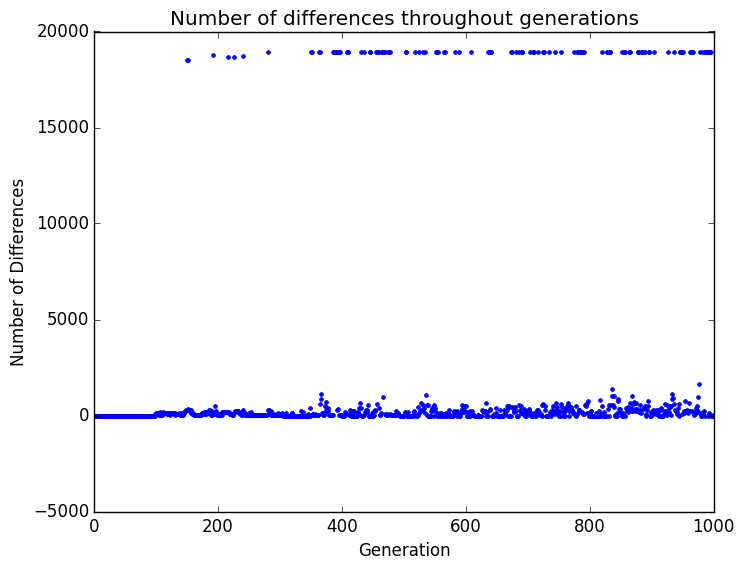 Number of differences throughout generations
20000
15000
10000
5000
0
−5000
Number of Differences
0 200 400 600 800 1000
Generation